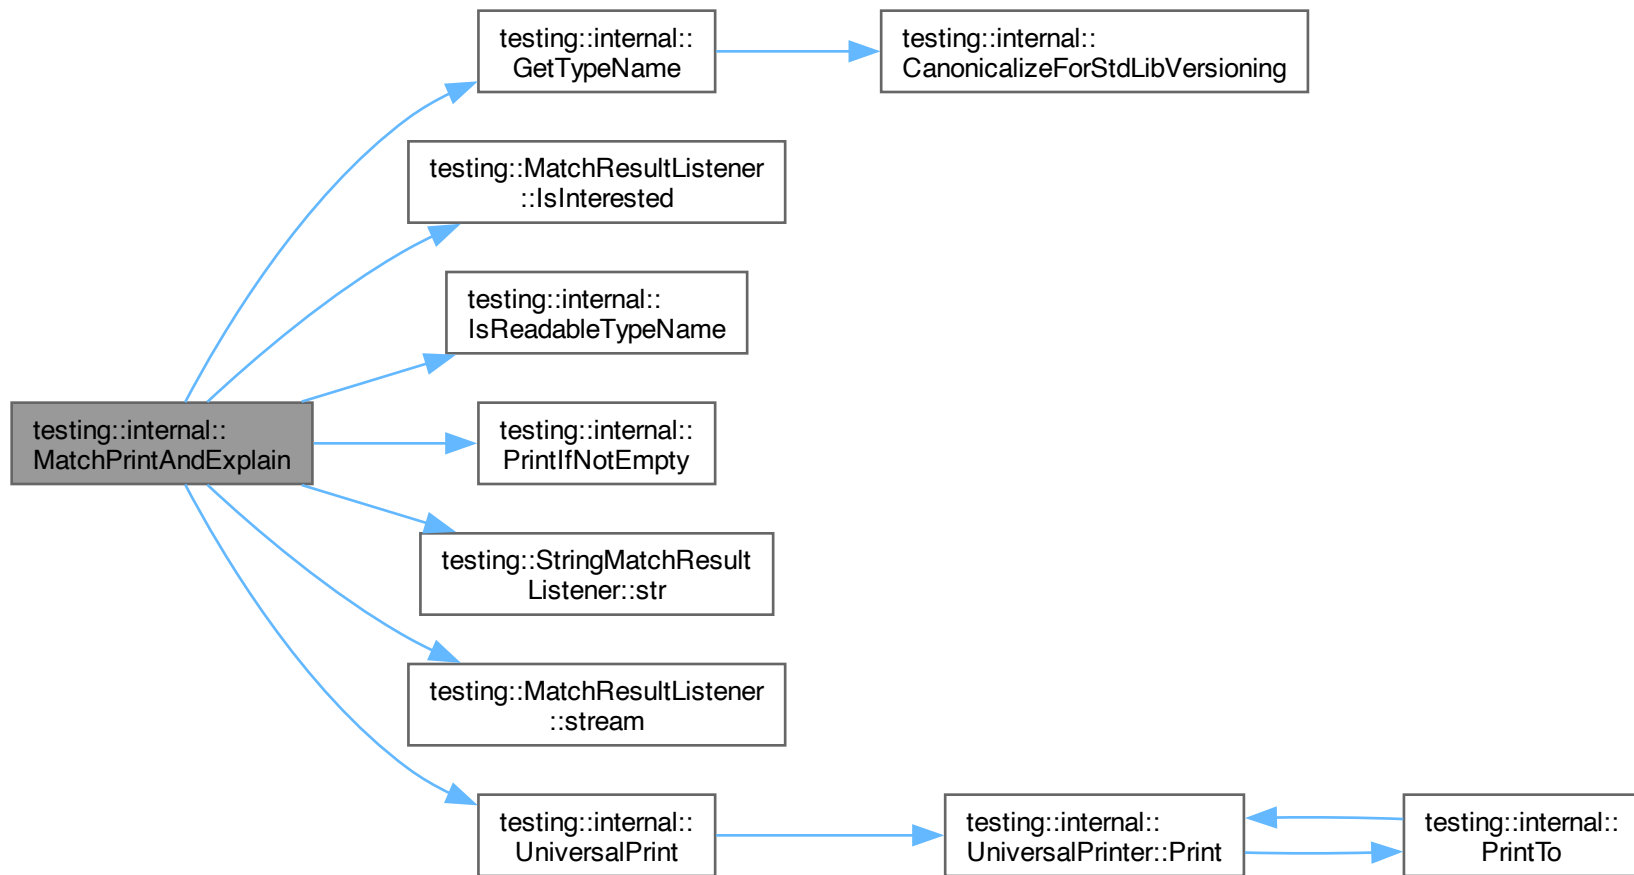 testing::internal::
GetTypeName
testing::internal::
CanonicalizeForStdLibVersioning
testing::MatchResultListener
::IsInterested
testing::internal::
IsReadableTypeName
testing::internal::
MatchPrintAndExplain
testing::internal::
PrintIfNotEmpty
testing::StringMatchResult
Listener::str
testing::MatchResultListener
::stream
testing::internal::
UniversalPrint
testing::internal::
UniversalPrinter::Print
testing::internal::
PrintTo